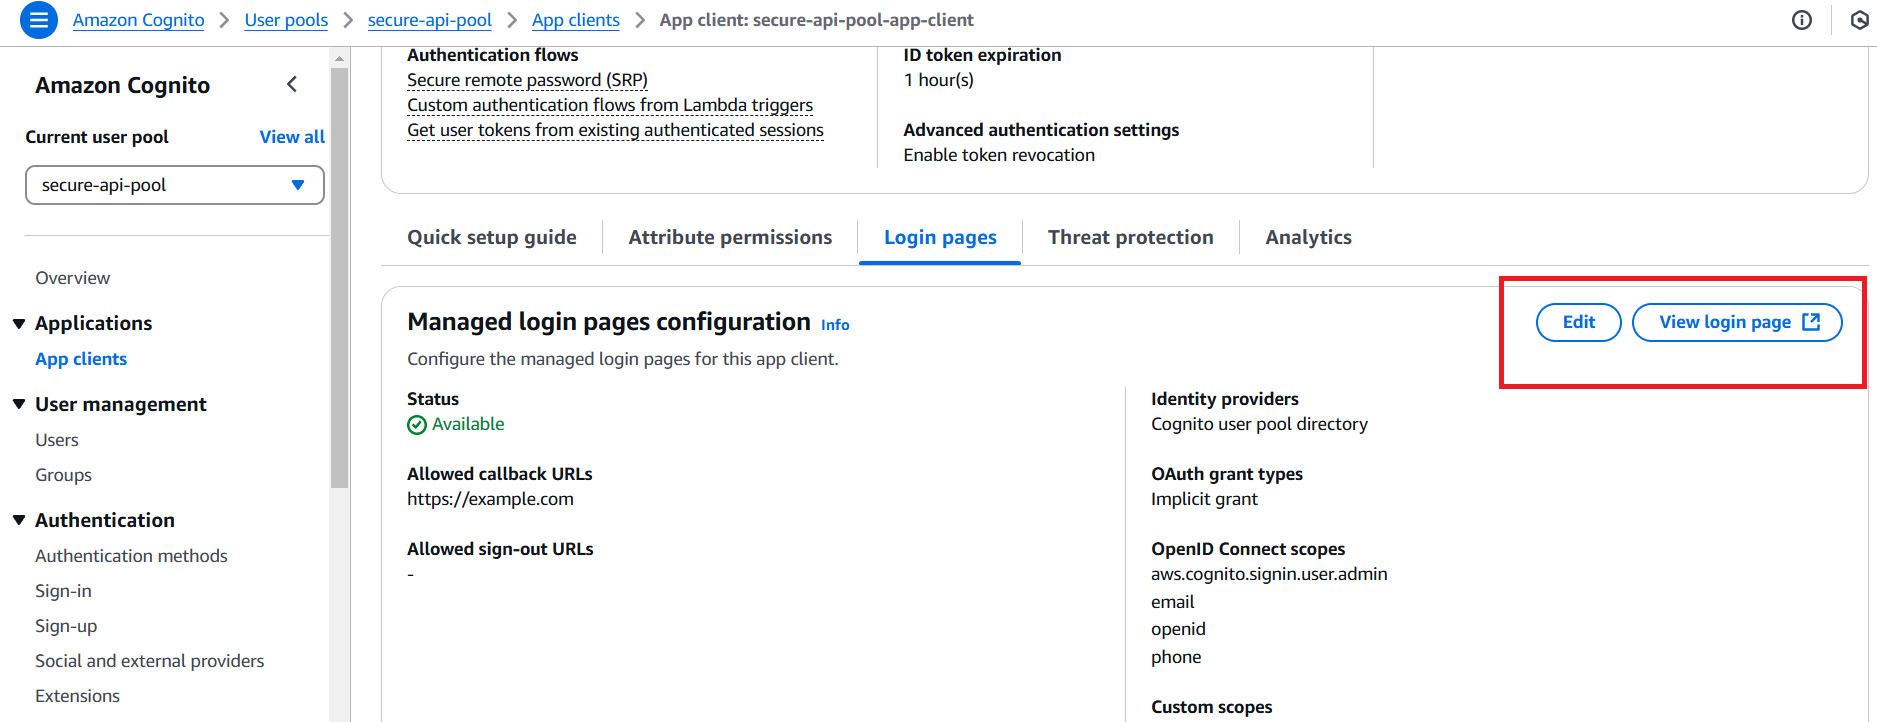 Amazon Cognito > User pools > secure-api-pool > App clients > App client: secure-api-pool-app-client
Amazon Cognito
Current user pool View all
secure-api-pool
Overview
Applications
App clients
User management
Users
Groups
Authentication
Authentication methods
Sign-in
Sign-up
Social and external providers
Extensions
Authentication flows
Secure remote password (SRP)
Custom authentication flows from Lambda triggers
Get user tokens from existing authenticated sessions
ID token expiration
1 hour(s)
Advanced authentication settings
Enable token revocation
Quick setup guide Attribute permissions Login pages Threat protection Analytics
Managed login pages configuration Info
Edit View login page
Configure the managed login pages for this app client.
Status
Available
Allowed callback URLs
https://example.com
Allowed sign-out URLs
-
Identity providers
Cognito user pool directory
OAuth grant types
Implicit grant
OpenID Connect scopes
aws.cognito.signin.user.admin
email
openid
phone
Custom scopes